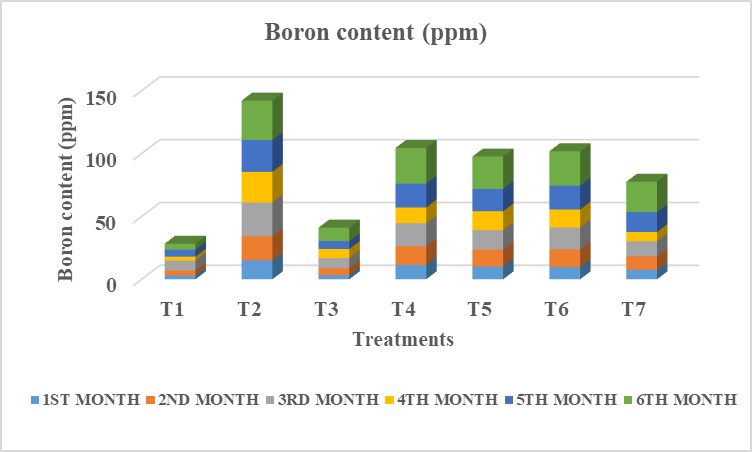 Boron content (ppm)
Boron content (ppm)
150
100
50
0
T1 T2 T3 T4 T5 T6 T7
Treatments
1ST MONTH 2ND MONTH 3RD MONTH 4TH MONTH 5TH MONTH 6TH MONTH